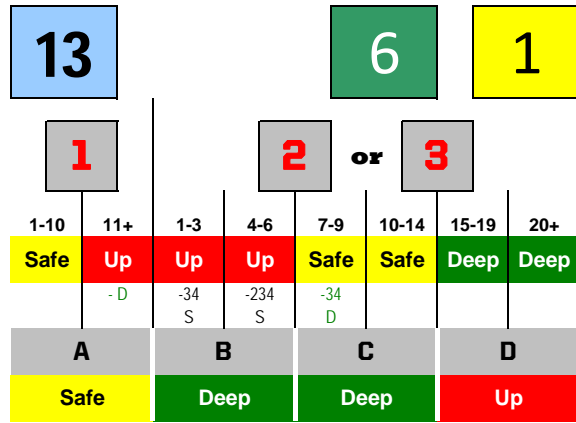 13 6 1
1 2 or 3
1-10 11+ 1-3 4-6 7-9 10-14 15-19 20+
Safe Up Up Up Safe Safe Deep Deep
- D -34 -234 -34
S S D
A B C D
Safe Deep Deep Up